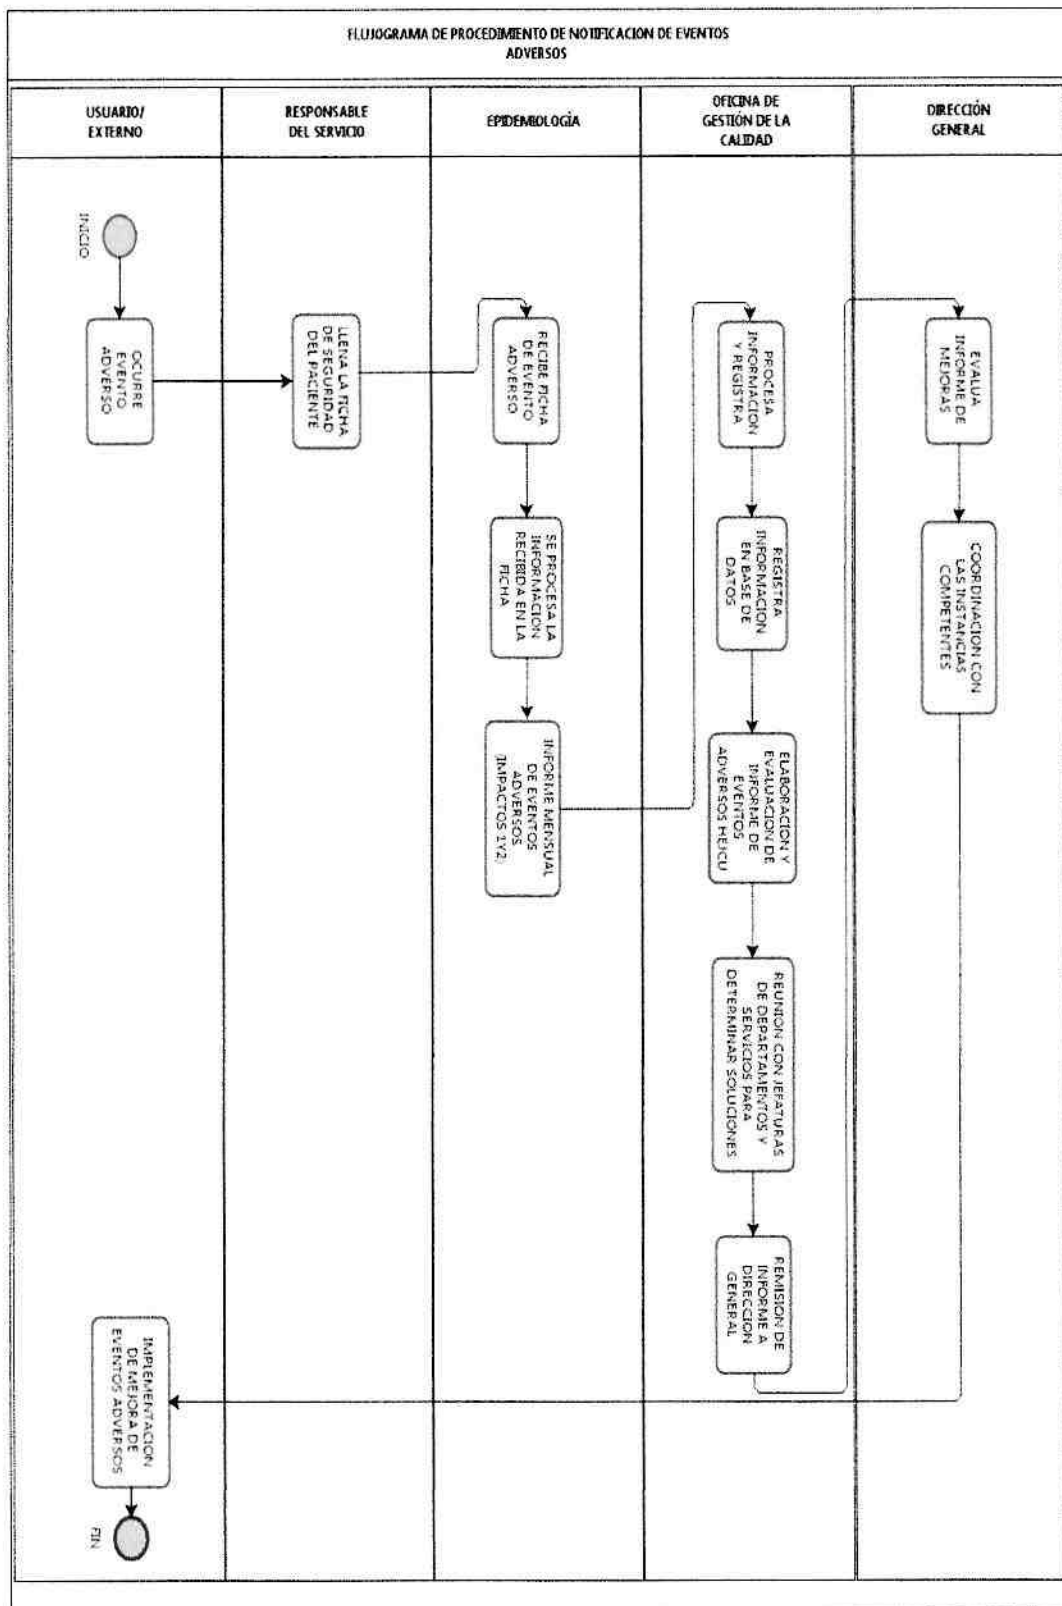 FLUJOGRAMA DE PROCEDIMIENTO DE NOTIFICACION DE EVENTOS
ADVERSOS
USUARIO/
EXTERNO
RESPONSABLE
DEL SERVICIO
EPIDEMIOLOGÍA
OFICINA DE
GESTIÓN DE LA
CALIDAD
DIRECCIÓN
GENERAL
INICIO
OCURRE
EVENTO
ADVERSO
LLENA LA FICHA
DE SEGURIDAD
DEL PACIENTE
RECIBE FICHA
DE EVENTO
ADVERSO
SE PROCESA LA
INFORMACION
RECIBIDA EN LA
FICHA
INFORME MENSUAL
DE EVENTOS
ADVERSOS
(IMPACTOS 1Y2)
PROCESA
INFORMACION
Y REGISTRA
REGISTRA
INFORMACION
EN BASE DE
DATOS
ELABORACION Y
EVALUACION DE
INFORME DE
EVENTOS
ADVERSOS HEJCU
REUNION CON JEFATURAS
DE DEPARTAMENTOS Y
SERVICIOS PARA
DETERMINAR SOLUCIONES
REMISION DE
INFORME A
DIRECCION
GENERAL
EVALUA
INFORME DE
MEJORAS
COORDINACION CON
LAS INSTANCIAS
COMPETENTES
IMPLEMENTACION
DE MEJORA DE
EVENTOS ADVERSOS
FIN